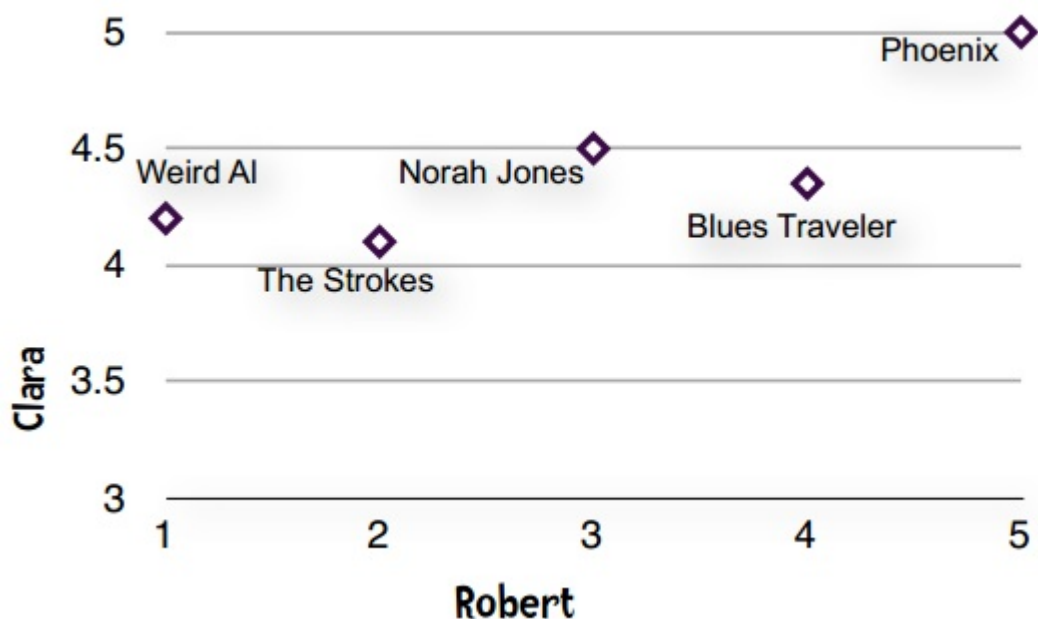 5
Phoenix
4.5
Weird Al
Norah Jones
Blues Traveler
4
The Strokes
Clara
3.5
3
1 2 3 4 5
Robert